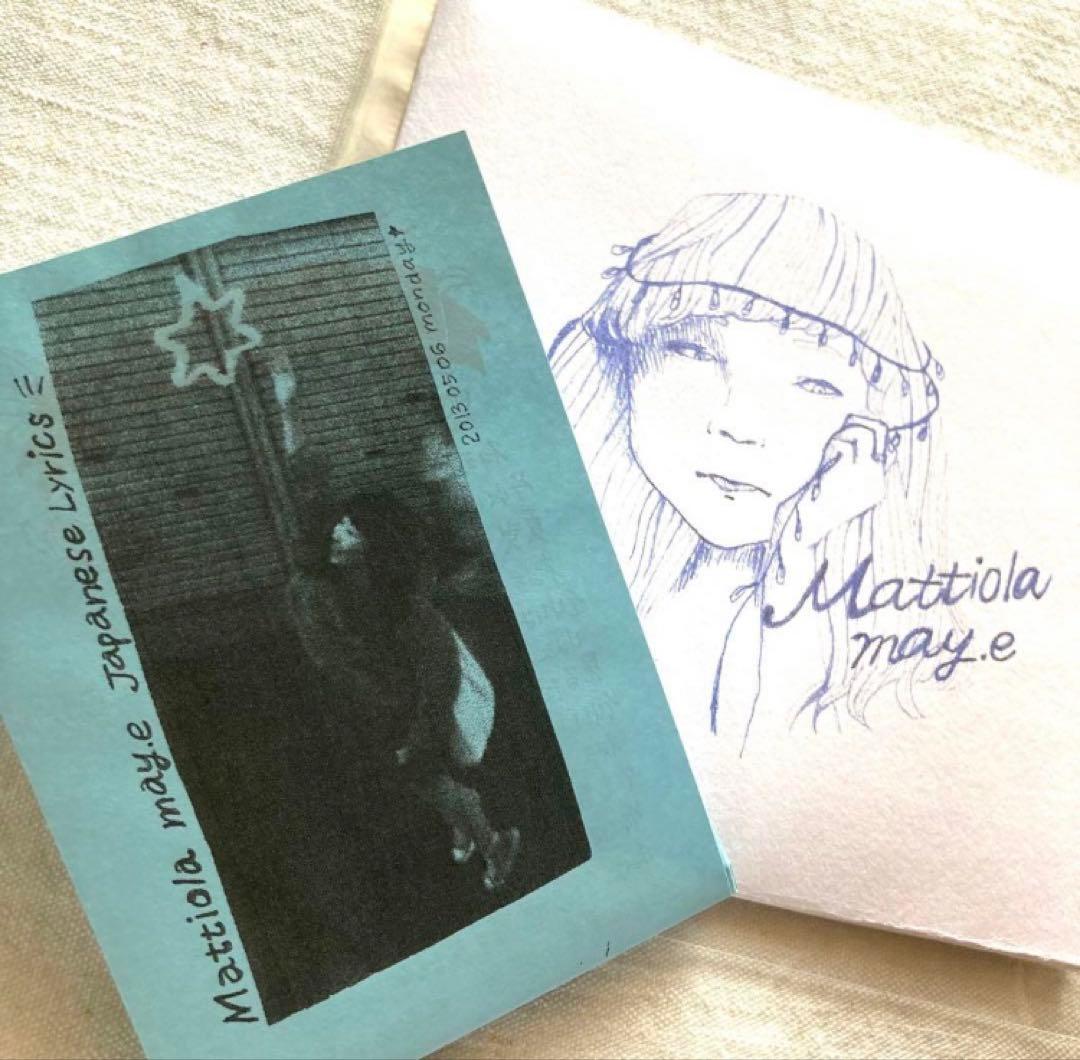 Mattiola may.e Japanese Lyrics
2013 05 06 monday
Mattiola
may.e